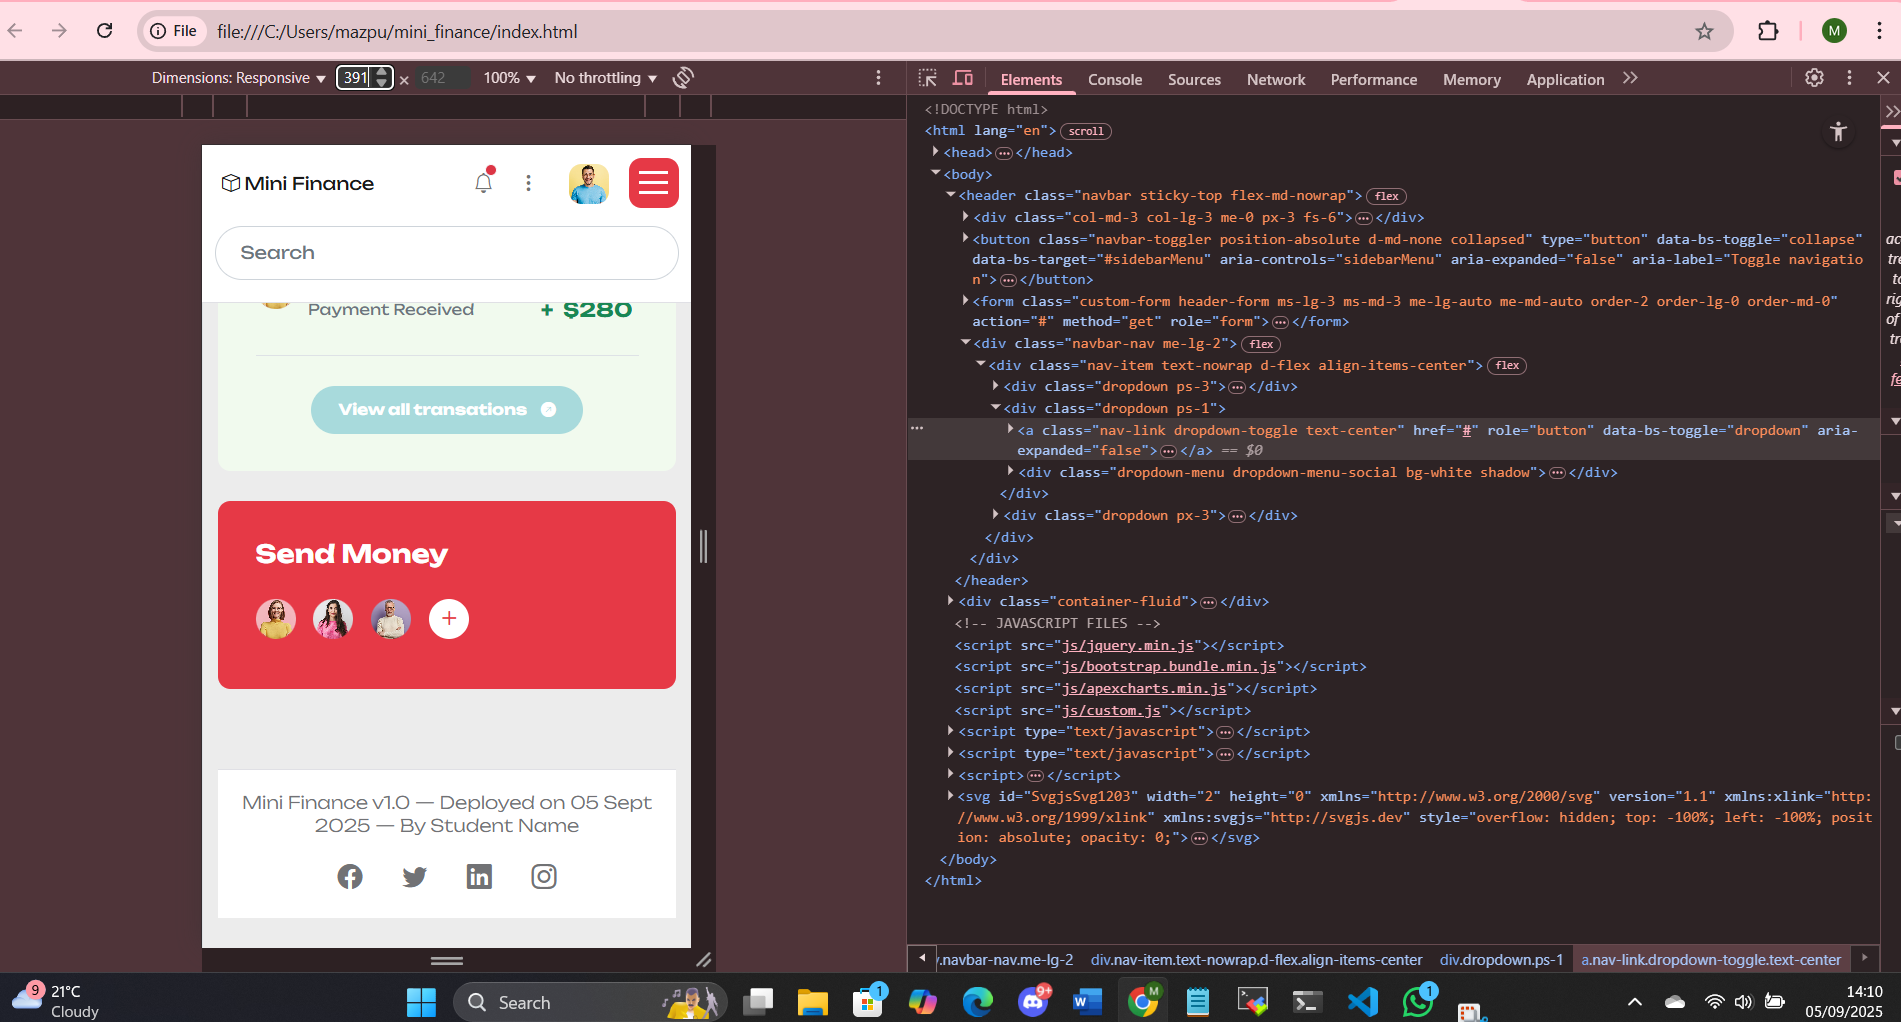 File file:///C:/Users/mazpu/mini_finance/index.html M
Dimensions: Responsive 391 × 642 100% No throttling
Elements Console Sources Network Performance Memory Application
Mini Finance
Search
Payment Received + $280
View all transations
Send Money
Mini Finance v1.0 — Deployed on 05 Sept
2025 — By Student Name
<!DOCTYPE html>
<html lang="en"> scroll
<head> ••• </head>
<body>
<header class="navbar sticky-top flex-md-nowrap"> flex
<div class="col-md-3 col-lg-3 me-0 px-3 fs-6"> ••• </div>
<button class="navbar-toggler position-absolute d-md-none collapsed" type="button" data-bs-toggle="collapse"
data-bs-target="#sidebarMenu" aria-controls="sidebarMenu" aria-expanded="false" aria-label="Toggle navigatio
n"> ••• </button>
<form class="custom-form header-form ms-lg-3 ms-md-3 me-lg-auto me-md-auto order-2 order-lg-0 order-md-0"
action="#" method="get" role="form"> ••• </form>
<div class="navbar-nav me-lg-2"> flex
<div class="nav-item text-nowrap d-flex align-items-center"> flex
<div class="dropdown ps-3"> ••• </div>
<div class="dropdown ps-1">
<a class="nav-link dropdown-toggle text-center" href="#" role="button" data-bs-toggle="dropdown" aria-
expanded="false"> ••• </a> == $0
<div class="dropdown-menu dropdown-menu-social bg-white shadow"> ••• </div>
</div>
<div class="dropdown px-3"> ••• </div>
</div>
</div>
</header>
<div class="container-fluid"> ••• </div>
<!-- JAVASCRIPT FILES -->
<script src="js/jquery.min.js"></script>
<script src="js/bootstrap.bundle.min.js"></script>
<script src="js/apexcharts.min.js"></script>
<script src="js/custom.js"></script>
<script type="text/javascript"> ••• </script>
<script type="text/javascript"> ••• </script>
<script> ••• </script>
<svg id="SvgjsSvg1203" width="2" height="0" xmlns="http://www.w3.org/2000/svg" version="1.1" xmlns:xlink="http:
//www.w3.org/1999/xlink" xmlns:svgjs="http://svgjs.dev" style="overflow: hidden; top: -100%; left: -100%; posit
ion: absolute; opacity: 0;"> ••• </svg>
</body>
</html>
.navbar-nav.me-lg-2 div.nav-item.text-nowrap.d-flex.align-items-center div.dropdown.ps-1 a.nav-link.dropdown-toggle.text-center
9 21°C
Cloudy
Search
1 9+ M 1
14:10
05/09/2025